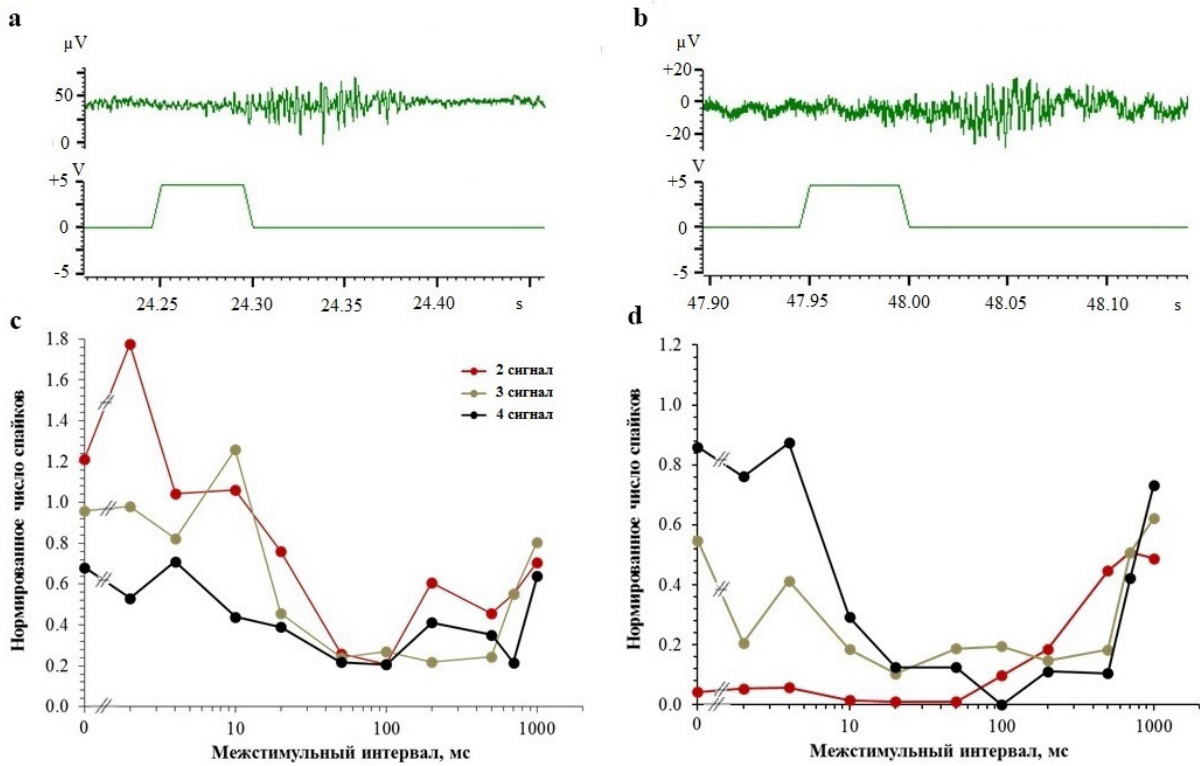 a
µV
50
0
V
+5
0
-5
24.25 24.30 24.35 24.40 s
b
µV
+20
0
-20
V
+5
0
-5
47.90 47.95 48.00 48.05 48.10 s
c
Нормированное число спайков
1.8
1.6
1.4
1.2
1.0
0.8
0.6
0.4
0.2
0.0
2 сигнал
3 сигнал
4 сигнал
0 10 100 1000
Межстимульный интервал, мс
d
Нормированное число спайков
1.2
1.0
0.8
0.6
0.4
0.2
0.0
0 10 100 1000
Межстимульный интервал, мс